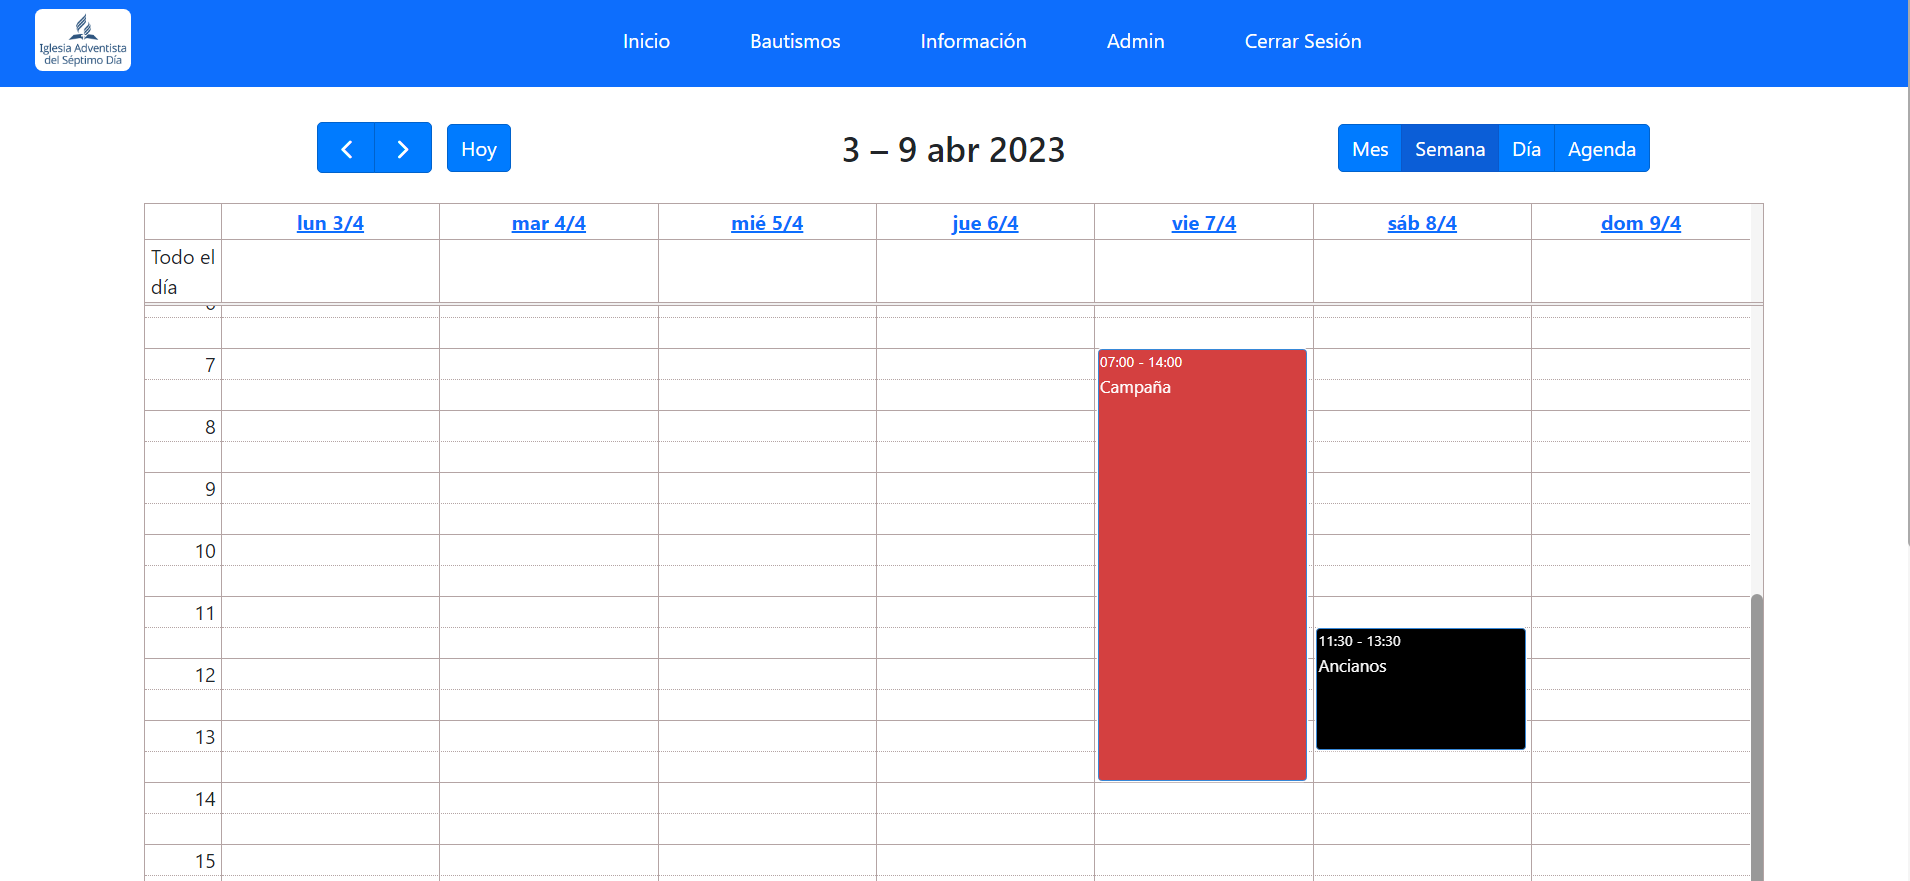 Iglesia Adventista
del Séptimo Día
Inicio
Bautismos
Información
Admin
Cerrar Sesión
Hoy
3 – 9 abr 2023
Mes
Semana
Día
Agenda
lun 3/4
mar 4/4
mié 5/4
jue 6/4
vie 7/4
sáb 8/4
dom 9/4
Todo el
día
7
07:00 - 14:00
Campaña
8
9
10
11
11:30 - 13:30
Ancianos
12
13
14
15